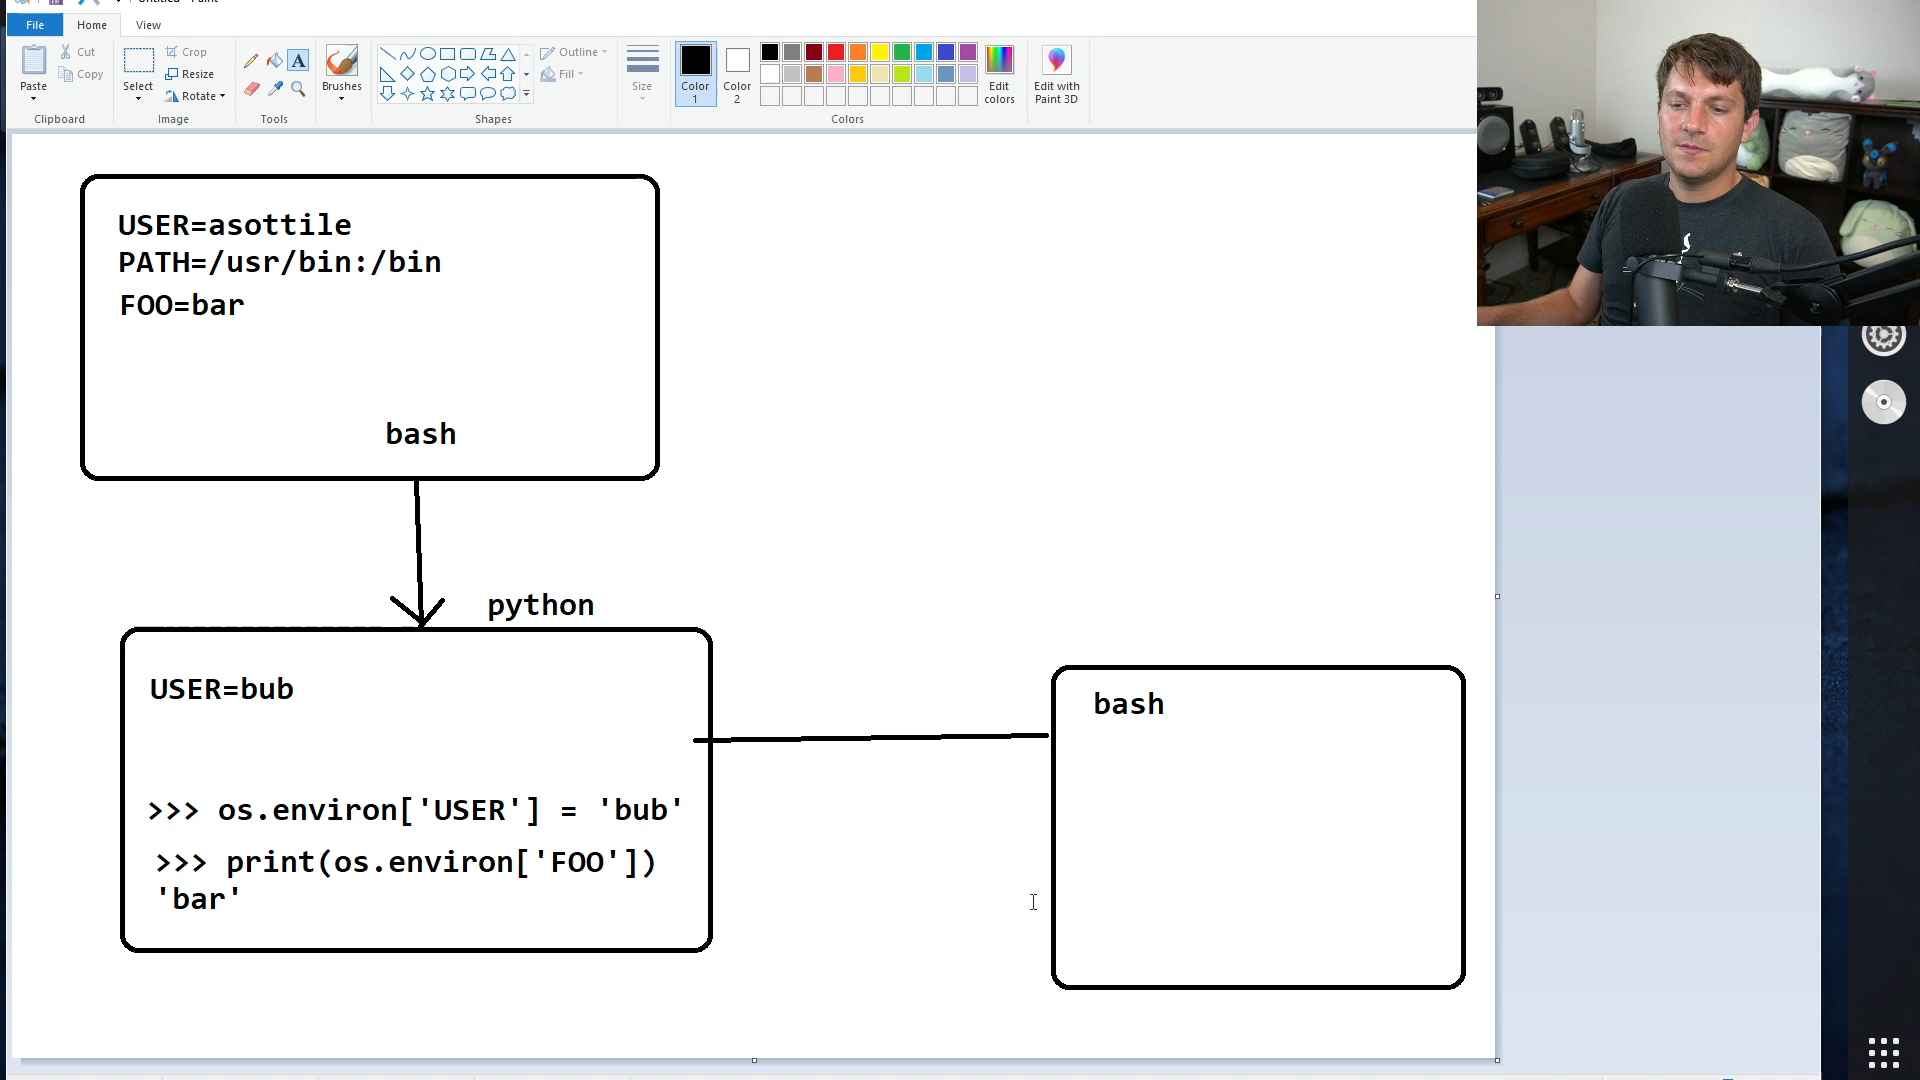 Untitled - Paint
File
Home
View
Paste
Cut
Copy
Clipboard
Select
Crop
Resize
Rotate
Image
A
Tools
Brushes
Shapes
Outline
Fill
Size
Color 1
Color 2
Edit colors
Colors
Edit with Paint 3D
USER=asottile
PATH=/usr/bin:/bin
FOO=bar
bash
python
USER=bub
>>> os.environ['USER'] = 'bub'
>>> print(os.environ['FOO'])
'bar'
bash